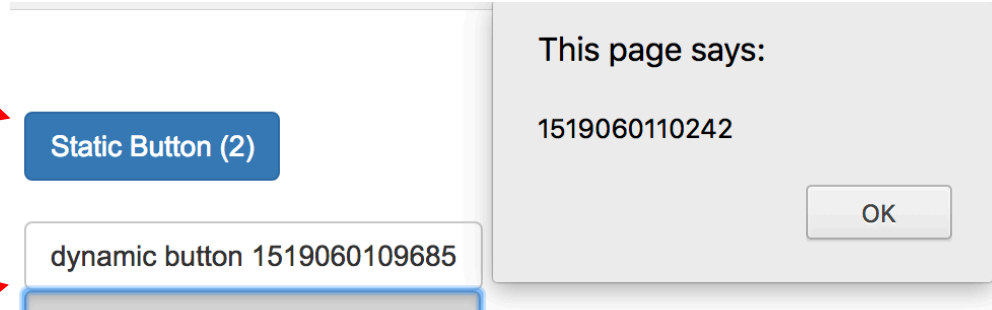 This page says:
Static Button (2)
1519060110242
OK
dynamic button 1519060109685